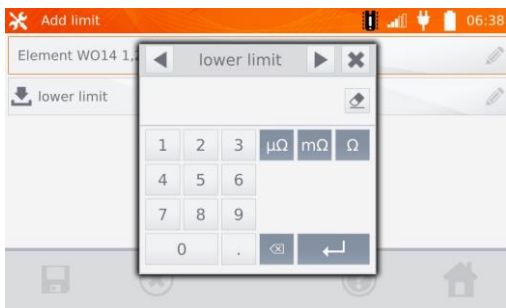 Add limit 06:38
Element WO14 1,
lower limit
lower limit
1 2 3 μΩ mΩ Ω
4 5 6
7 8 9
0 .